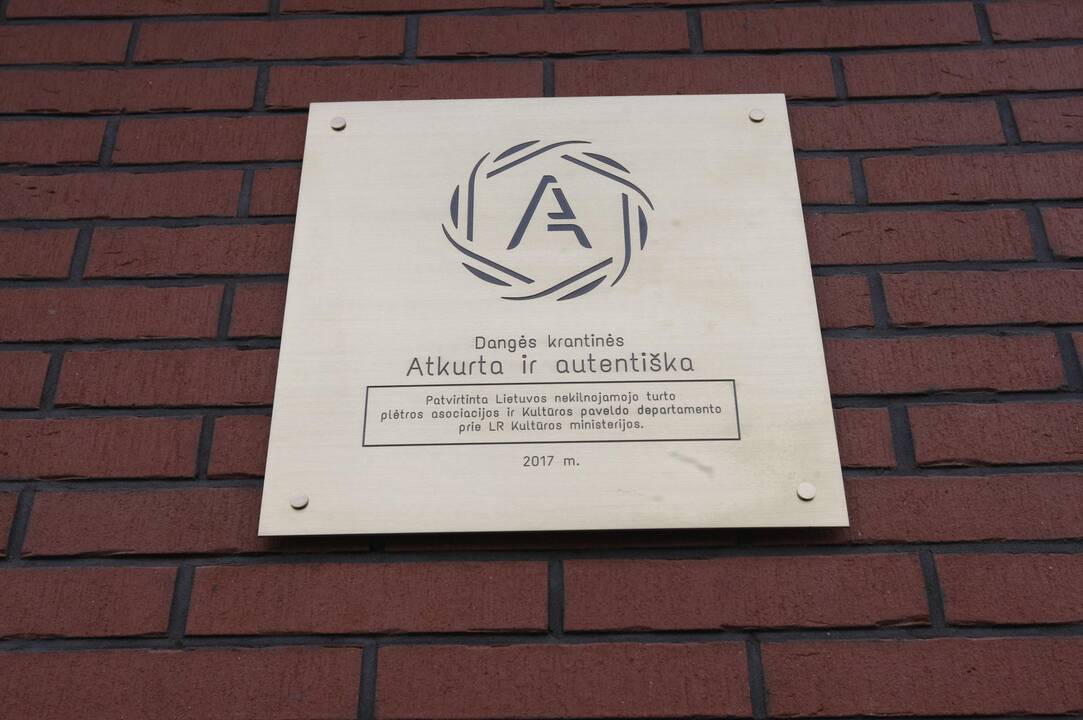 A
Dangės krantinės
Atkurta ir autentiška
Patvirtinta Lietuvos nekilnojamojo turto
plėtros asociacijos ir Kultūros paveldo departamento
prie LR Kultūros ministerijos.
2017 m.